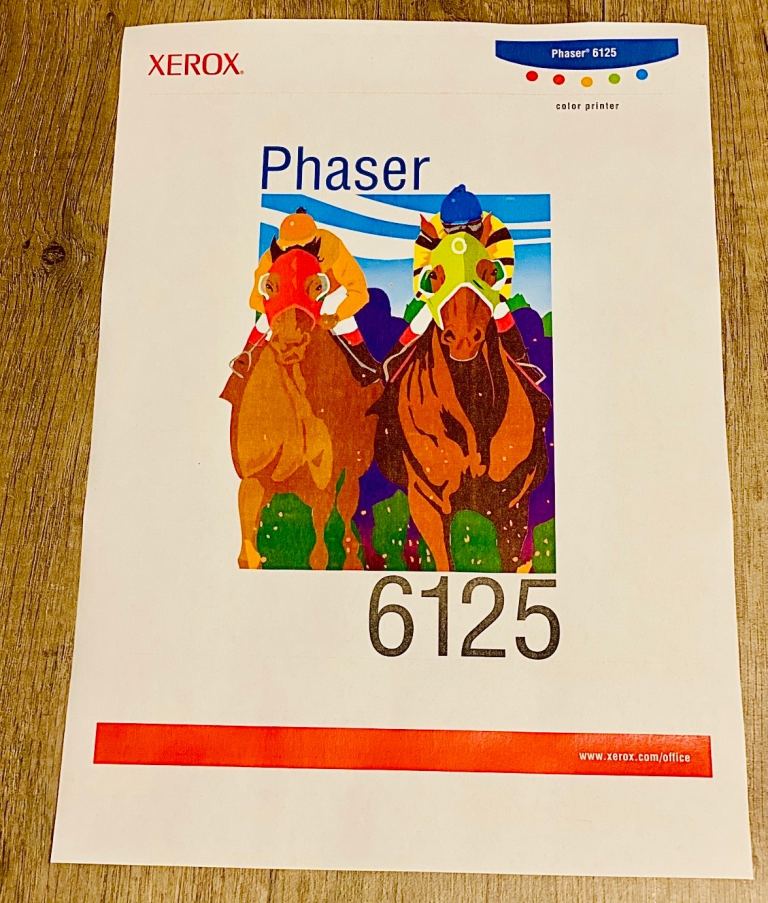 XEROX®
Phaser® 6125
color printer
Phaser
6125
www.xerox.com/office